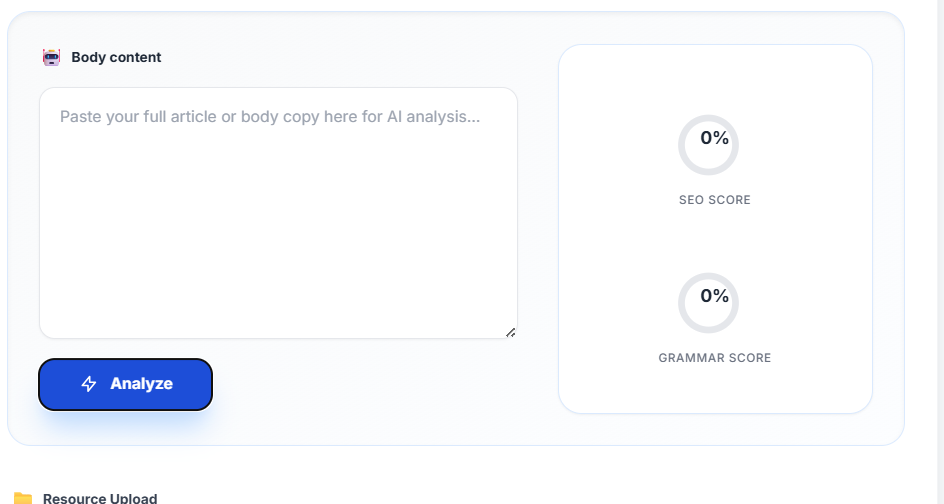 Body content
Paste your full article or body copy here for AI analysis...
Analyze
0%
SEO SCORE
0%
GRAMMAR SCORE
Resource Upload